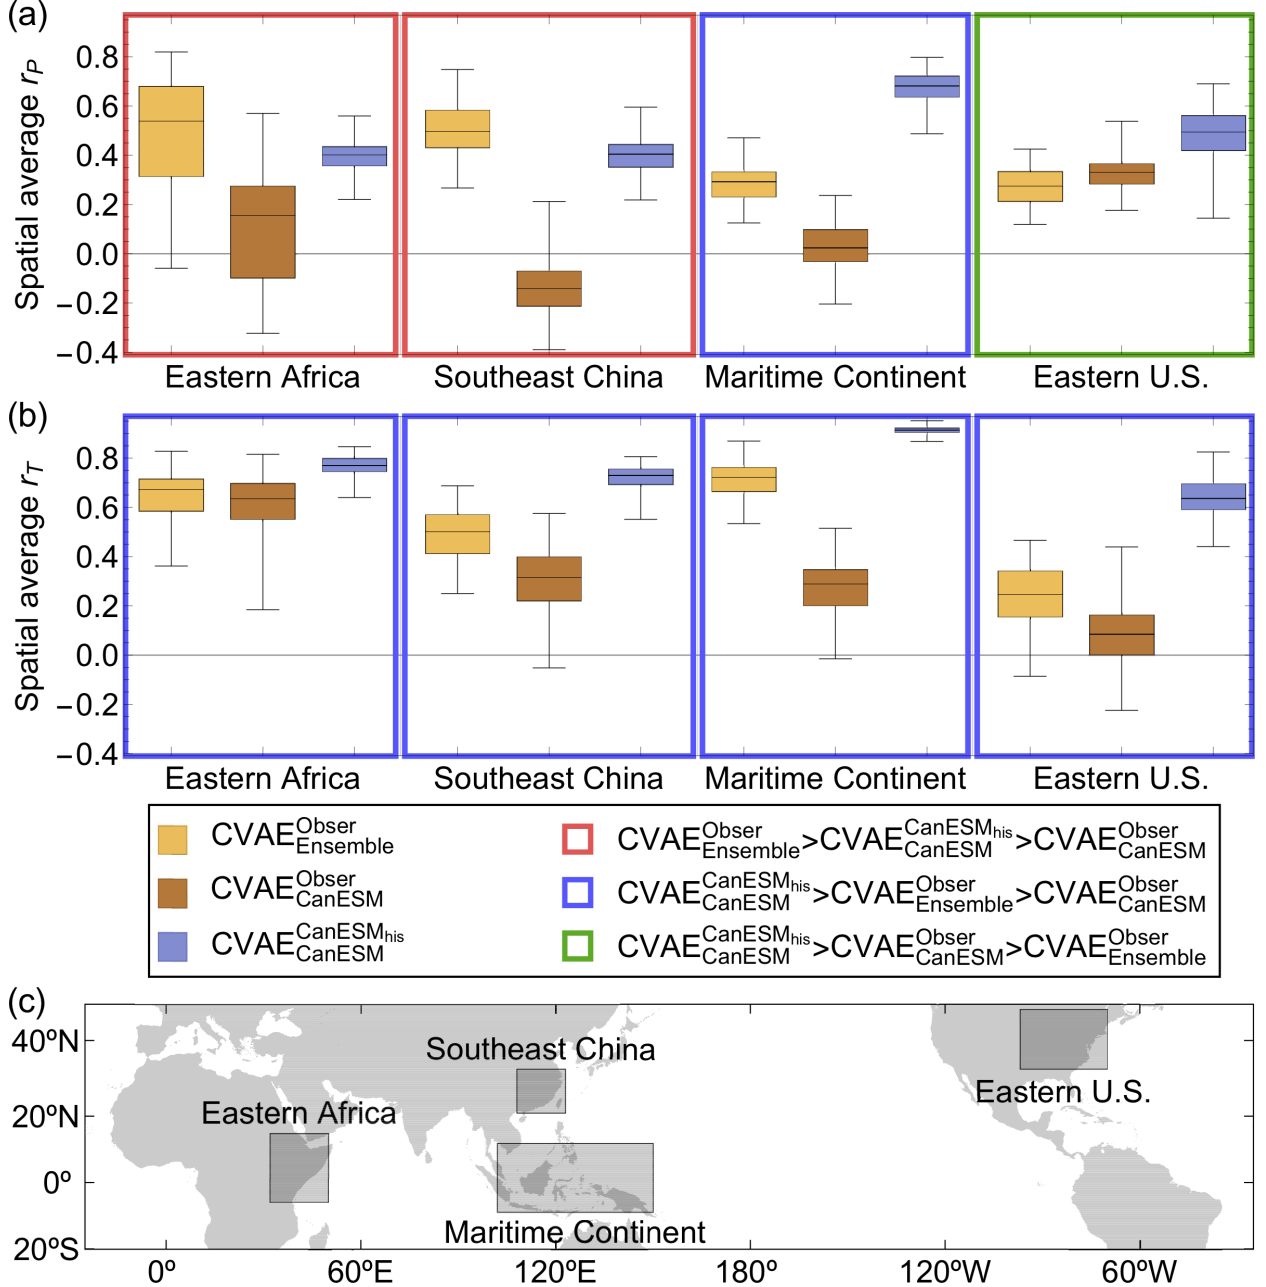 (a)
Spatial average r_P
0.8
0.6
0.4
0.2
0.0
−0.2
−0.4
Eastern Africa Southeast China Maritime Continent Eastern U.S.
(b)
Spatial average r_T
0.8
0.6
0.4
0.2
0.0
−0.2
−0.4
Eastern Africa Southeast China Maritime Continent Eastern U.S.
CVAE^Obser_Ensemble
CVAE^Obser_CanESM
CVAE^CanESM_his_CanESM
CVAE^Obser_Ensemble>CVAE^CanESM_his_CanESM>CVAE^Obser_CanESM
CVAE^CanESM_his_CanESM>CVAE^Obser_Ensemble>CVAE^Obser_CanESM
CVAE^CanESM_his_CanESM>CVAE^Obser_CanESM>CVAE^Obser_Ensemble
(c)
40ºN
20ºN
0º
20ºS
Southeast China
Eastern Africa
Eastern U.S.
Maritime Continent
0º 60ºE 120ºE 180º 120ºW 60ºW